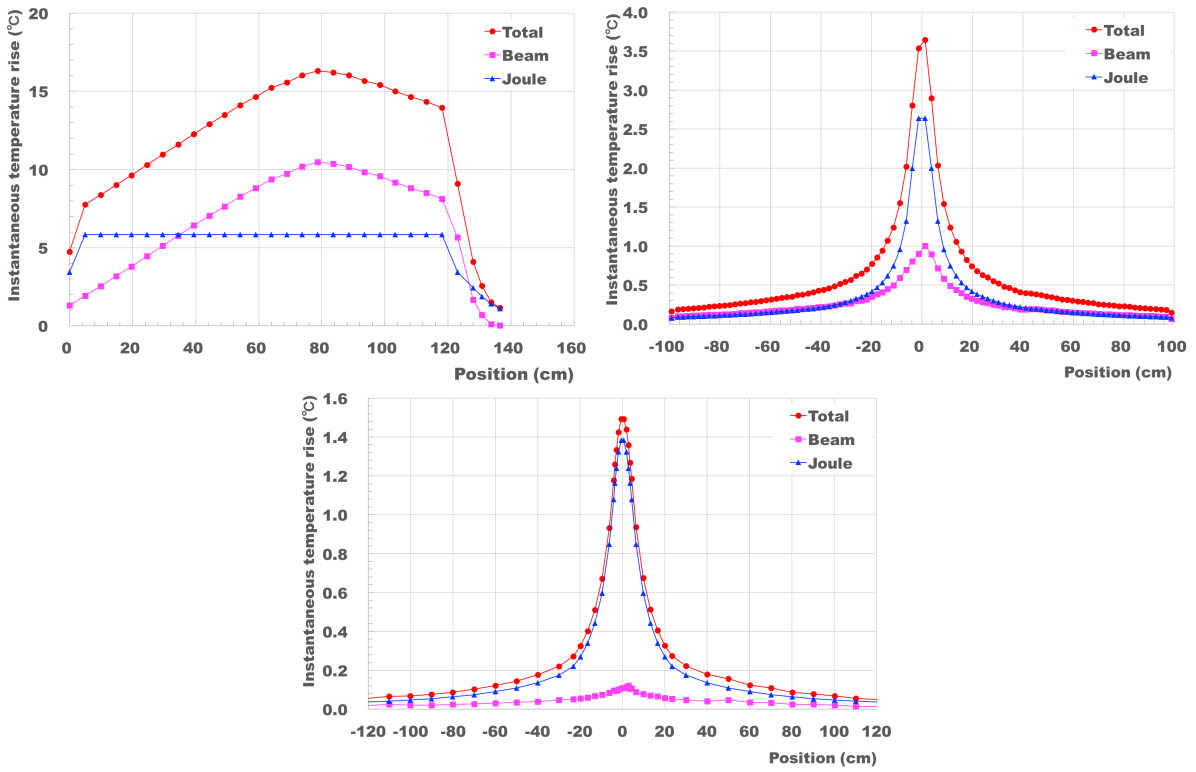 Instantaneous temperature rise (℃)
20
15
10
5
0
0 20 40 60 80 100 120 140 160
Position (cm)
Total
Beam
Joule
Instantaneous temperature rise (℃)
4.0
3.5
3.0
2.5
2.0
1.5
1.0
0.5
0.0
-100 -80 -60 -40 -20 0 20 40 60 80 100
Position (cm)
Total
Beam
Joule
Instantaneous temperature rise (℃)
1.6
1.4
1.2
1.0
0.8
0.6
0.4
0.2
0.0
-120 -100 -80 -60 -40 -20 0 20 40 60 80 100 120
Position (cm)
Total
Beam
Joule